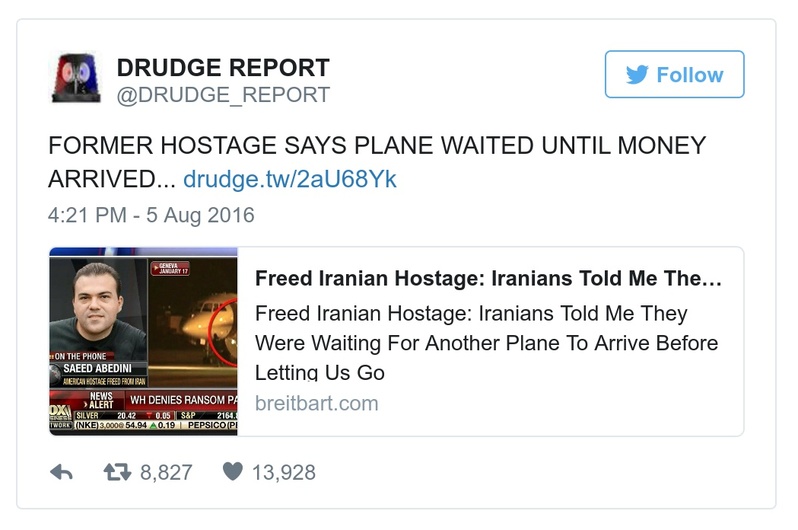 DRUDGE REPORT
@DRUDGE_REPORT
Follow
FORMER HOSTAGE SAYS PLANE WAITED UNTIL MONEY
ARRIVED... drudge.tw/2aU68Yk
4:21 PM - 5 Aug 2016
GENEVA
JANUARY 17
ON THE PHONE
SAEED ABEDINI
AMERICAN HOSTAGE FREED FROM IRAN
NEWS
ALERT
WH DENIES RANSOM PA
SILVER 20.42 0.05 S&P 2164.
(NKE) 3,000@ 54.94 0.19 PEPSICO(P
Freed Iranian Hostage: Iranians Told Me The...
Freed Iranian Hostage: Iranians Told Me They
Were Waiting For Another Plane To Arrive Before
Letting Us Go
breitbart.com
8,827 13,928